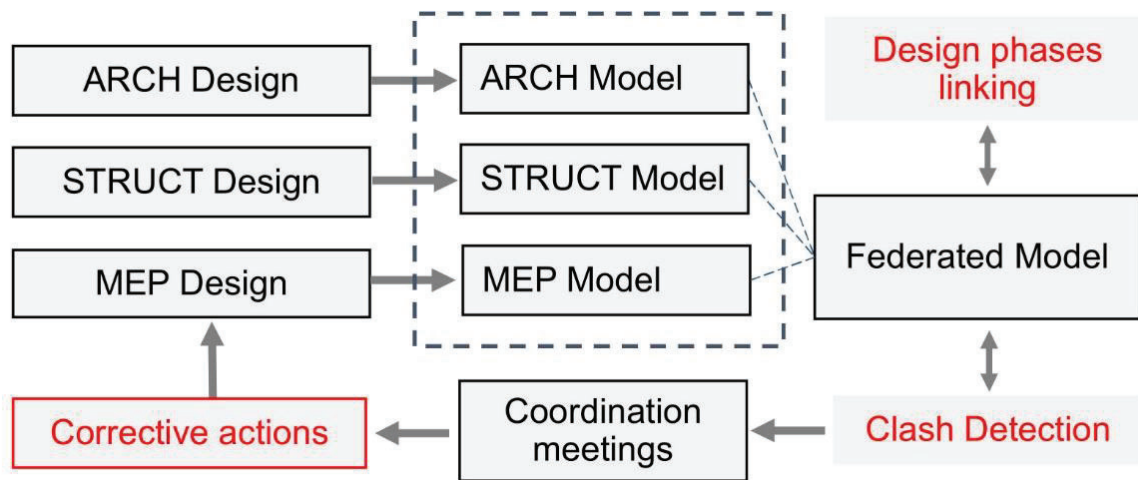 ARCH Design
ARCH Model
Design phases
linking
STRUCT Design
STRUCT Model
MEP Design
MEP Model
Federated Model
Corrective actions
Coordination
meetings
Clash Detection